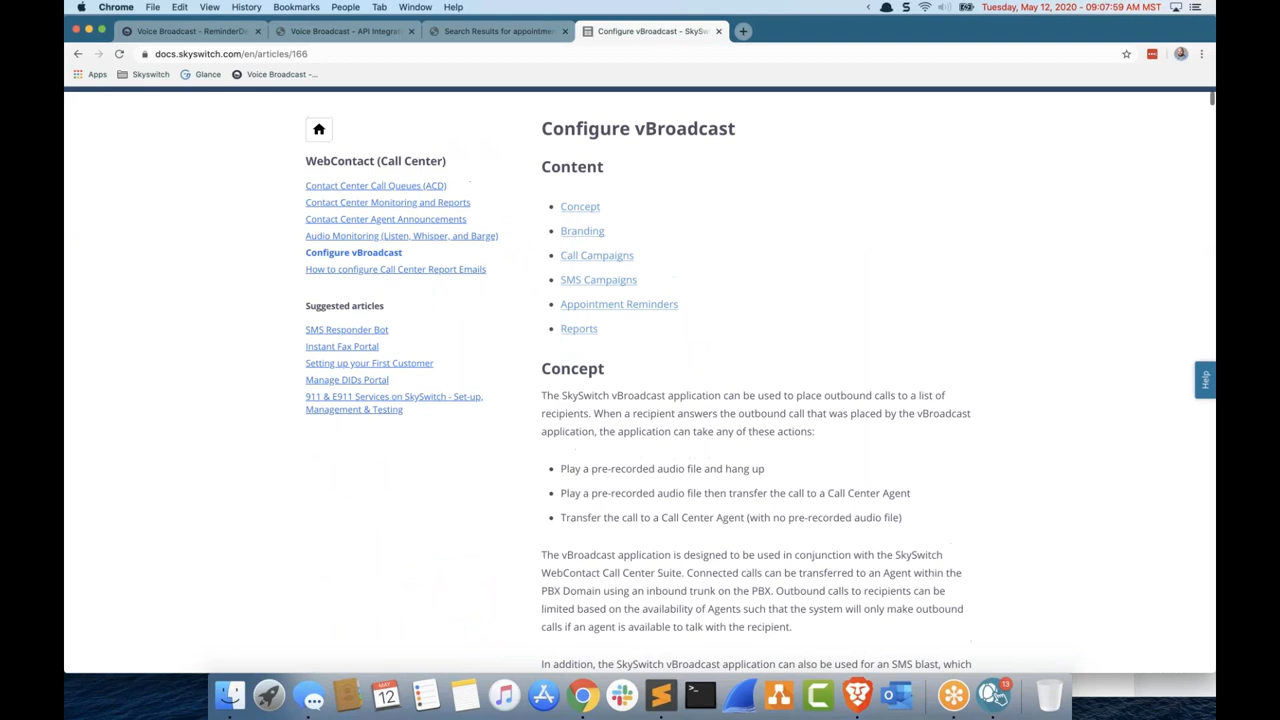 Chrome File Edit View History Bookmarks People Tab Window Help
Tuesday, May 12, 2020 - 09:07:59 AM MST
Voice Broadcast - ReminderDe
Voice Broadcast - API Integrat
Search Results for appointmen
Configure vBroadcast - SkySw
docs.skyswitch.com/en/articles/166
Apps Skyswitch Glance Voice Broadcast –...
Configure vBroadcast
Content
Concept
Branding
Call Campaigns
SMS Campaigns
Appointment Reminders
Reports
WebContact (Call Center)
Contact Center Call Queues (ACD)
Contact Center Monitoring and Reports
Contact Center Agent Announcements
Audio Monitoring (Listen, Whisper, and Barge)
Configure vBroadcast
How to configure Call Center Report Emails
Suggested articles
SMS Responder Bot
Instant Fax Portal
Setting up your First Customer
Manage DIDs Portal
911 & E911 Services on SkySwitch - Set-up,
Management & Testing
Concept
The SkySwitch vBroadcast application can be used to place outbound calls to a list of
recipients. When a recipient answers the outbound call that was placed by the vBroadcast
application, the application can take any of these actions:
Play a pre-recorded audio file and hang up
Play a pre-recorded audio file then transfer the call to a Call Center Agent
Transfer the call to a Call Center Agent (with no pre-recorded audio file)
The vBroadcast application is designed to be used in conjunction with the SkySwitch
WebContact Call Center Suite. Connected calls can be transferred to an Agent within the
PBX Domain using an inbound trunk on the PBX. Outbound calls to recipients can be
limited based on the availability of Agents such that the system will only make outbound
calls if an agent is available to talk with the recipient.
In addition, the SkySwitch vBroadcast application can also be used for an SMS blast, which
Help
MAY
12
13